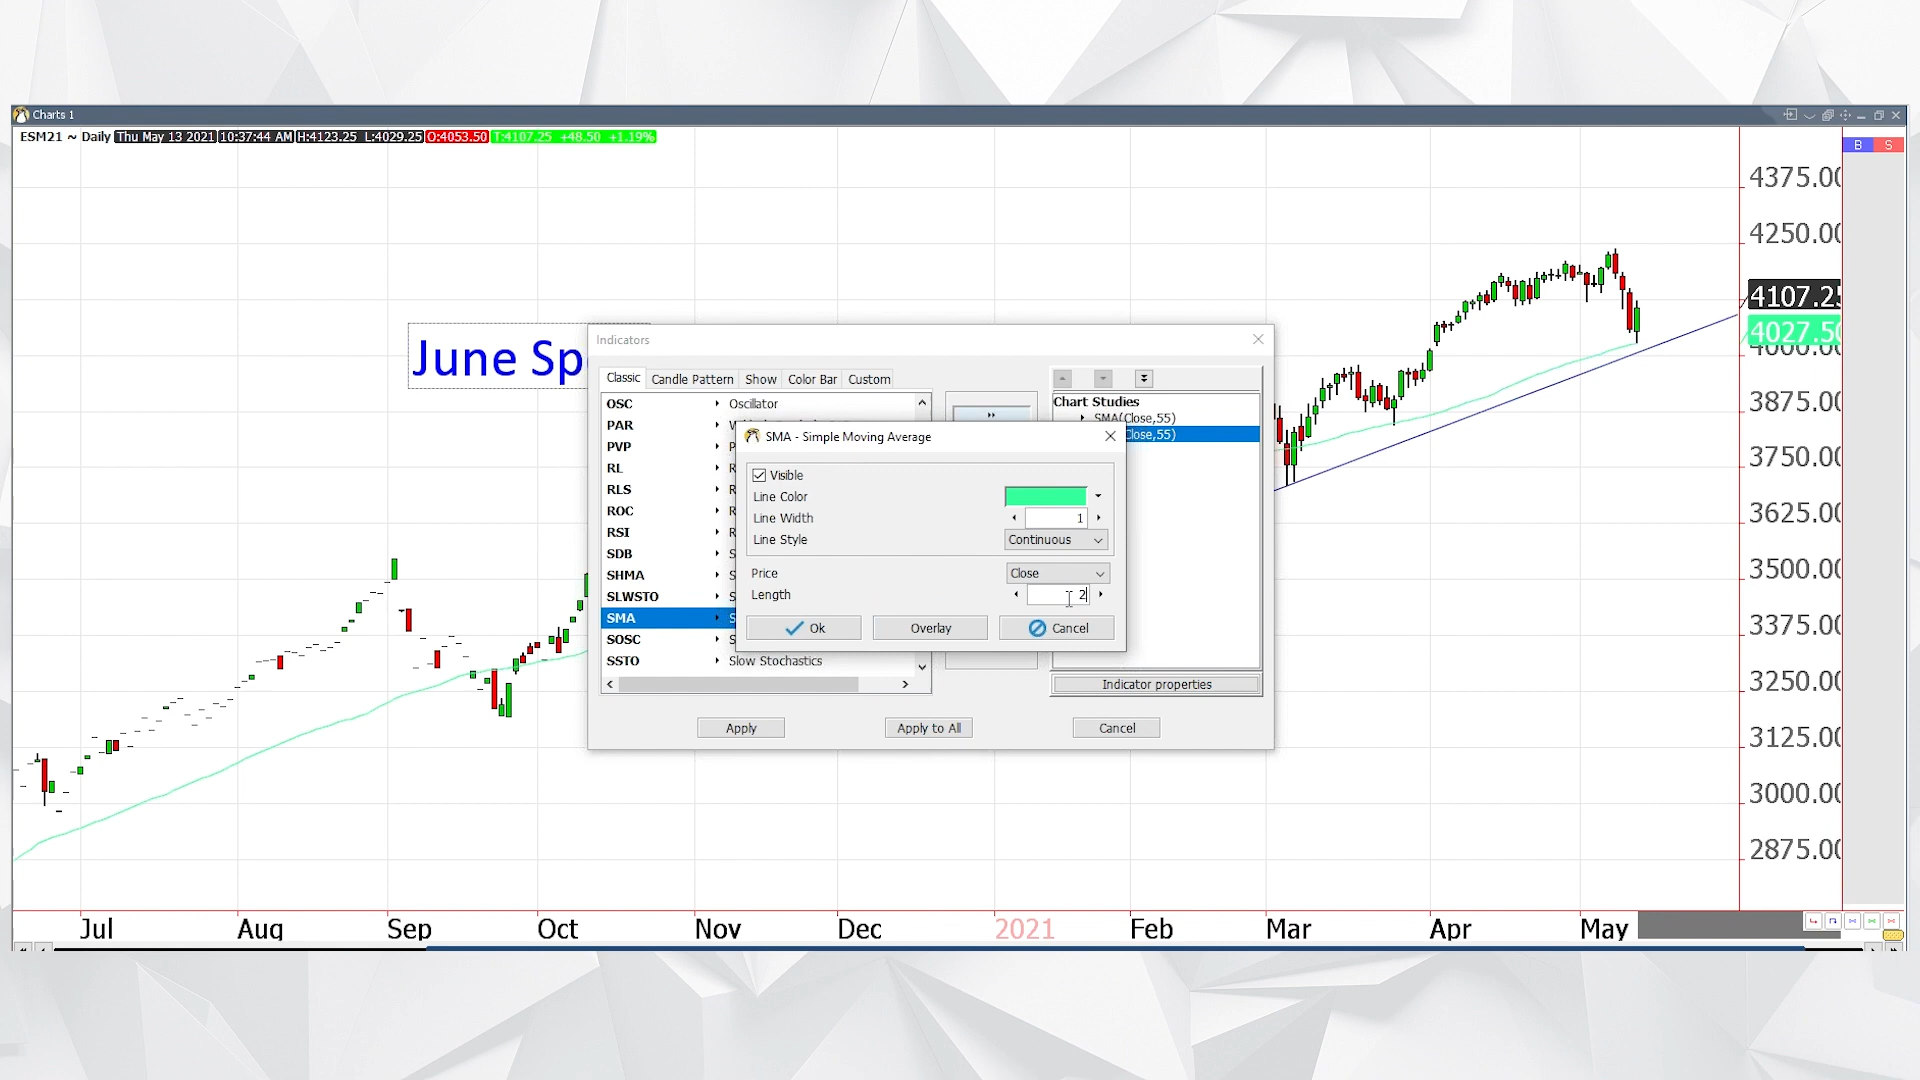 Charts 1
ESM21 ~ Daily Thu May 13 2021 10:37:44 AM H:4123.25 L:4029.25 O:4053.50 T:4107.25 +48.50 +1.19%
B S
4375.00
4250.00
4107.25
4027.50
4000.00
3875.00
3750.00
3625.00
3500.00
3375.00
3250.00
3125.00
3000.00
2875.00
June Sp
Indicators
Classic Candle Pattern Show Color Bar Custom
OSC Oscillator
PAR
PVP P
RL R
RLS R
ROC R
RSI R
SDB S
SHMA S
SLWSTO S
SMA S
SOSC S
SSTO Slow Stochastics
Chart Studies
SMA(Close,55)
Close,55)
Indicator properties
Apply Apply to All Cancel
SMA - Simple Moving Average
Visible
Line Color
Line Width 1
Line Style Continuous
Price Close
Length 2
Ok Overlay Cancel
Jul Aug Sep Oct Nov Dec 2021 Feb Mar Apr May